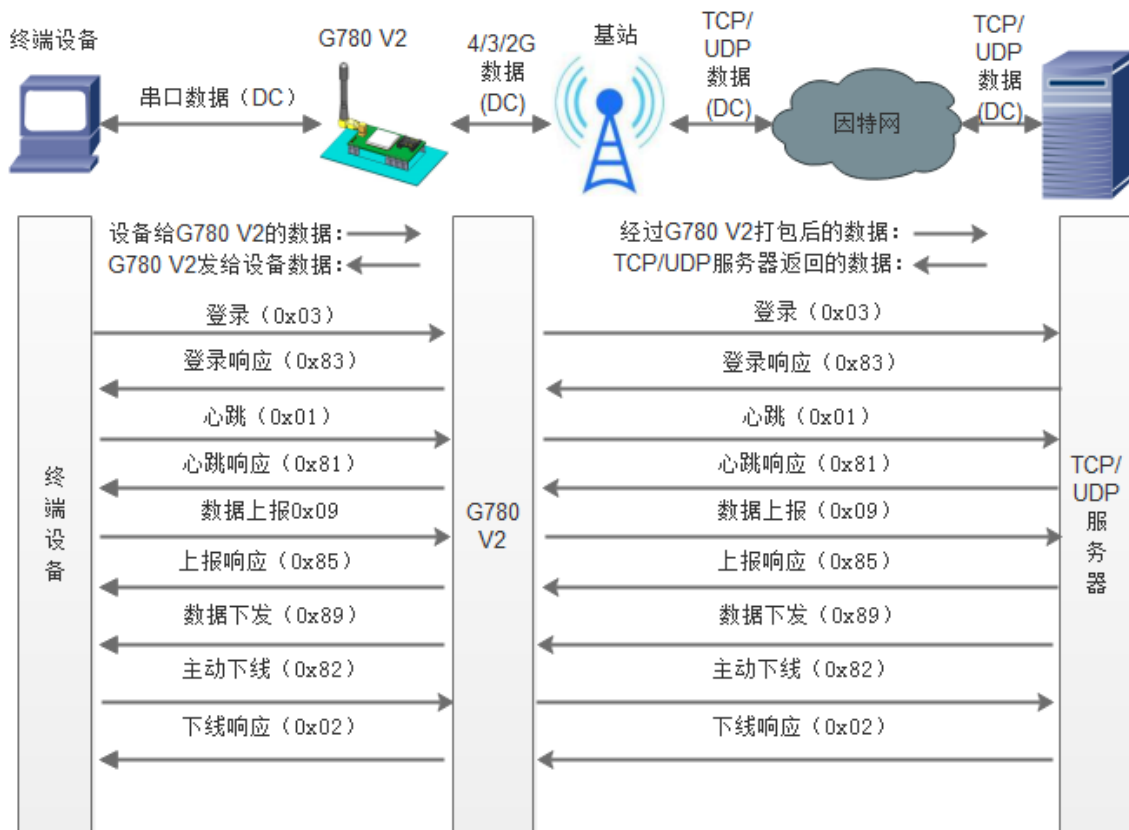 终端设备
G780 V2
4/3/2G
数据
(DC)
基站
TCP/
UDP
数据
(DC)
TCP/
UDP
数据
(DC)
串口数据（DC）
因特网
设备给G780 V2的数据：
G780 V2发给设备数据：
经过G780 V2打包后的数据：
TCP/UDP服务器返回的数据：
登录（0x03）
登录（0x03）
登录响应（0x83）
登录响应（0x83）
心跳（0x01）
心跳（0x01）
心跳响应（0x81）
心跳响应（0x81）
数据上报0x09
数据上报（0x09）
上报响应（0x85）
上报响应（0x85）
数据下发（0x89）
数据下发（0x89）
主动下线（0x82）
主动下线（0x82）
下线响应（0x02）
下线响应（0x02）
终
端
设
备
G780
V2
TCP/
UDP
服
务
器